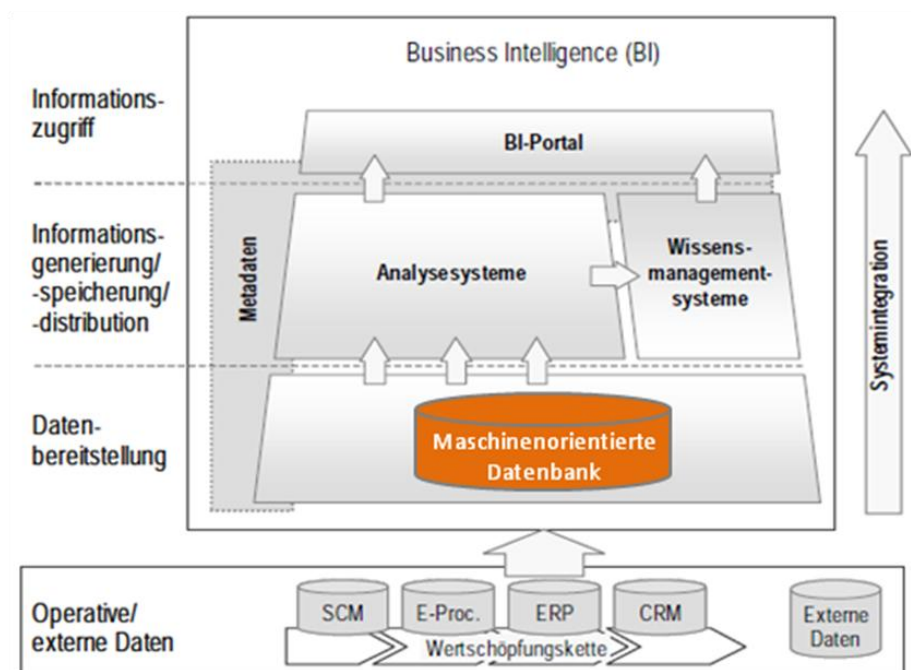 Business Intelligence (BI)
Informations-
zugriff
BI-Portal
Informations-
generierung/
-speicherung/
-distribution
Metadaten
Analysesysteme
Wissens-
management-
systeme
Systemintegration
Daten-
bereitstellung
Maschinenorientierte
Datenbank
Operative/
externe Daten
SCM
E-Proc.
ERP
CRM
Wertschöpfungskette
Externe
Daten